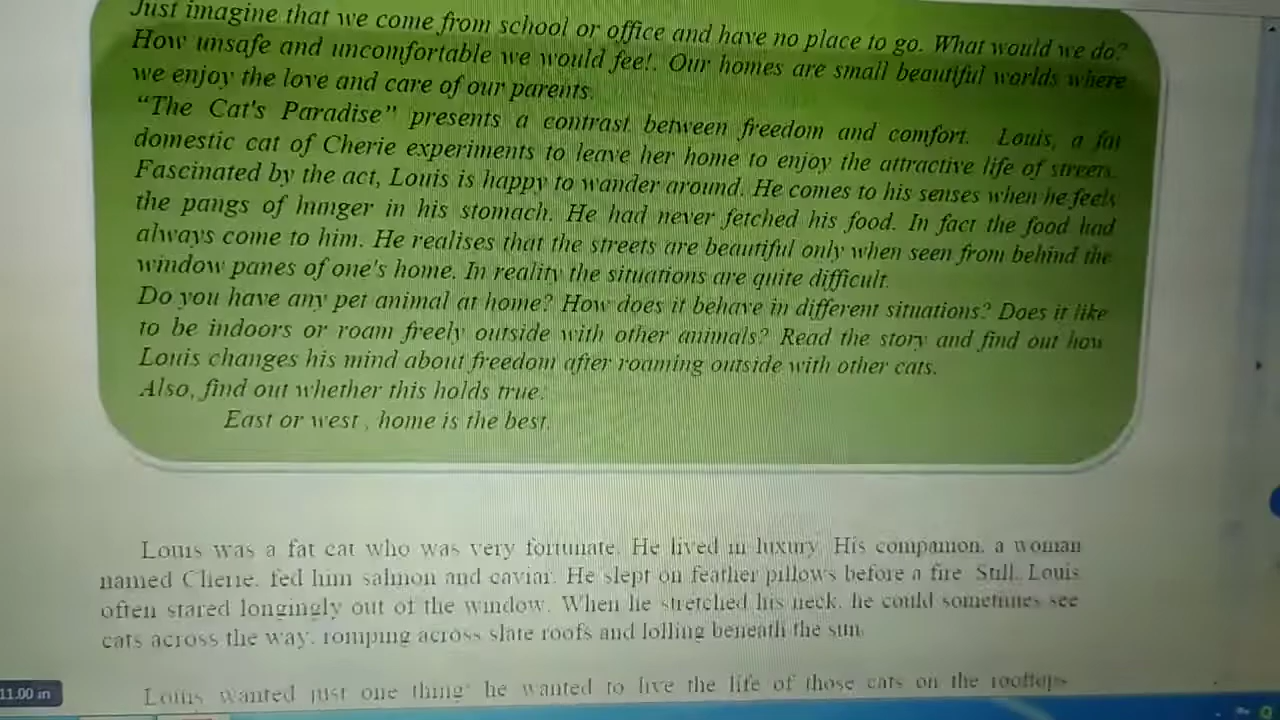 Just imagine that we come from school or office and have no place to go. What would we do?
How unsafe and uncomfortable we would feel!. Our homes are small beautiful worlds where
we enjoy the love and care of our parents.
“The Cat's Paradise” presents a contrast between freedom and comfort. Louis, a fat
domestic cat of Cherie experiments to leave her home to enjoy the attractive life of streets.
Fascinated by the act, Louis is happy to wander around. He comes to his senses when he feels
the pangs of hunger in his stomach. He had never fetched his food. In fact the food had
always come to him. He realises that the streets are beautiful only when seen from behind the
window panes of one's home. In reality the situations are quite difficult.
Do you have any pet animal at home? How does it behave in different situations? Does it like
to be indoors or roam freely outside with other animals? Read the story and find out how
Louis changes his mind about freedom after roaming outside with other cats.
Also, find out whether this holds true:
East or west , home is the best.
Louis was a fat cat who was very fortunate. He lived in luxury. His companion, a woman
named Cherie, fed him salmon and caviar. He slept on feather pillows before a fire. Still, Louis
often stared longingly out of the window. When he stretched his neck, he could sometimes see
cats across the way, romping across slate roofs and lolling beneath the sun.
Louis wanted just one thing: he wanted to live the life of those cats on the rooftops
11.00 in